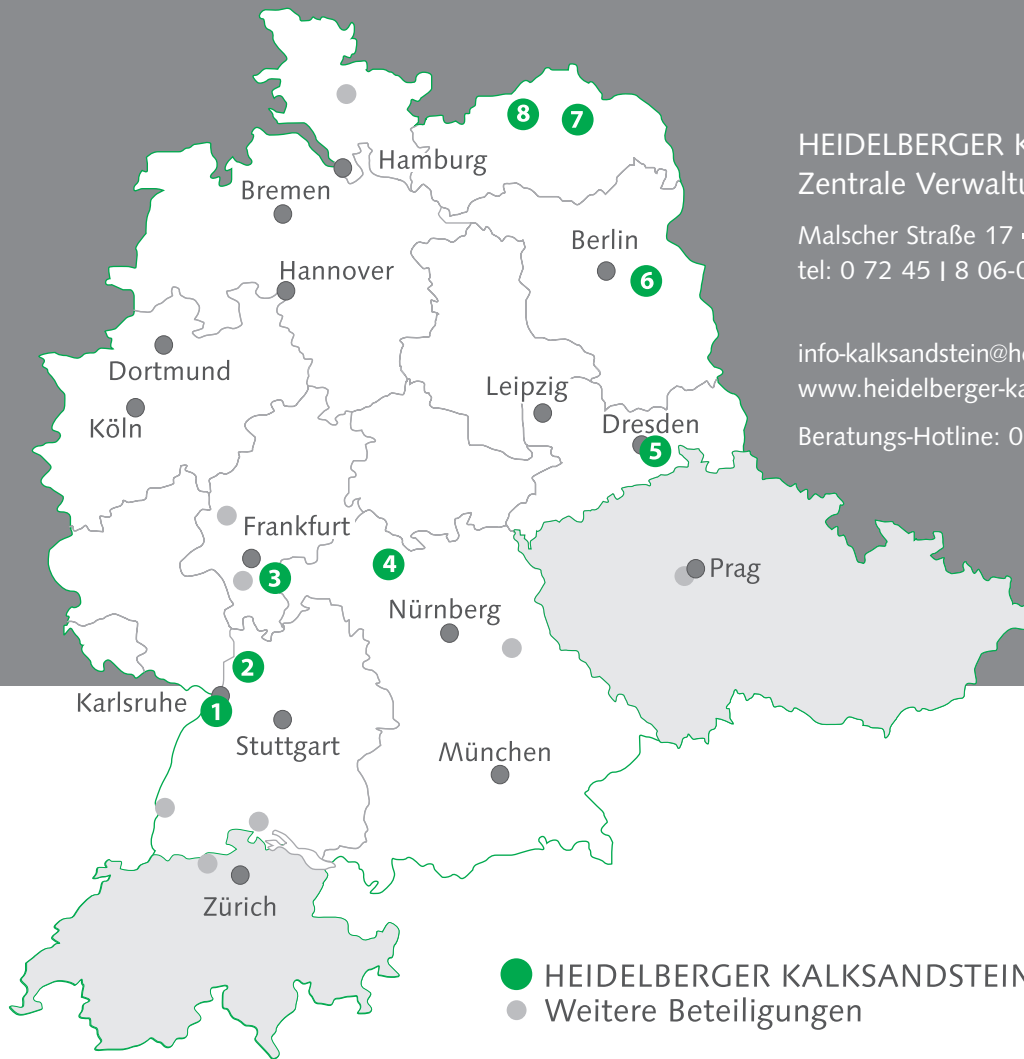 8
7
Hamburg
Bremen
HEIDELBERGER K
Zentrale Verwaltu
Malscher Straße 17
tel: 0 72 45 | 8 06-0
Berlin
6
Hannover
info-kalksandstein@he
www.heidelberger-ka
Beratungs-Hotline: 0
Dortmund
Köln
Leipzig
Dresden
5
Frankfurt
3
4
Prag
Nürnberg
2
Karlsruhe
1
Stuttgart
München
Zürich
HEIDELBERGER KALKSANDSTEIN
Weitere Beteiligungen